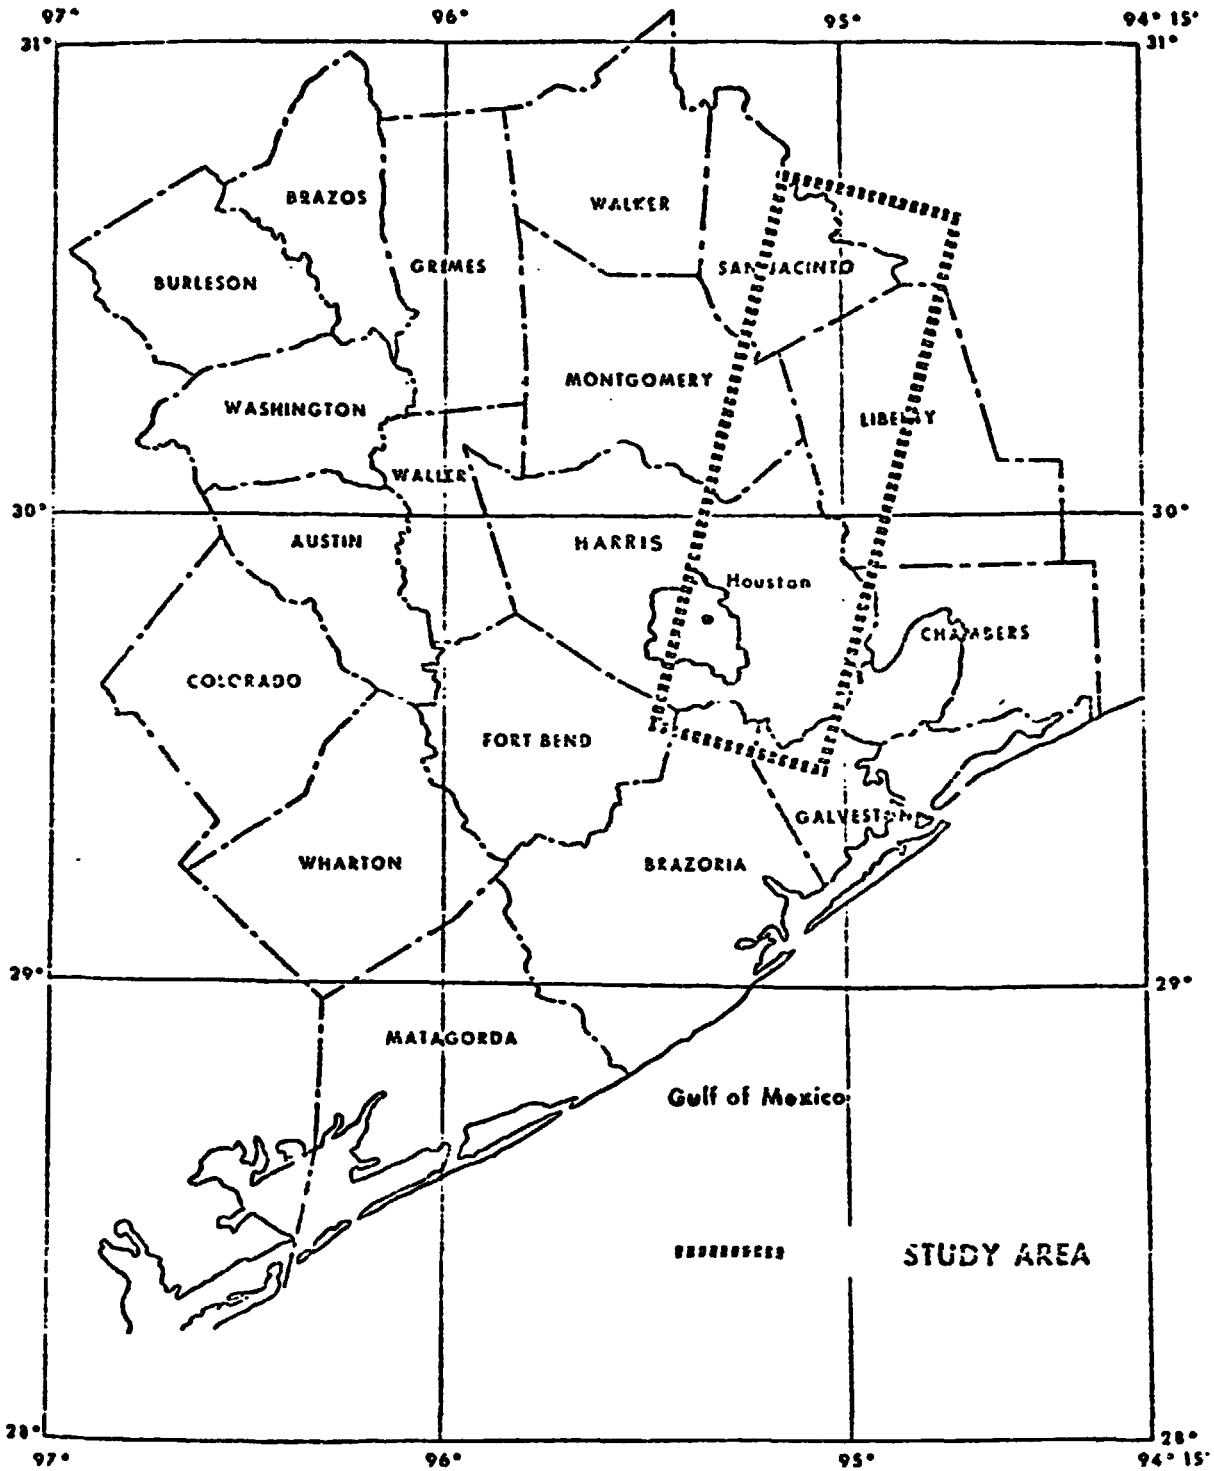 97° 96° 95° 94° 15'
31° 31°
BRAZOS
WALKER
GRIMES
SAN JACINTO
BURLESON
MONTGOMERY
WASHINGTON
LIBERTY
WALLER
30° 30°
AUSTIN
HARRIS
Houston
CHAMBERS
COLORADO
FORT BEND
GALVESTON
WHARTON
BRAZORIA
29° 29°
MATAGORDA
Gulf of Mexico
STUDY AREA
28° 28°
97° 96° 95° 94° 15'